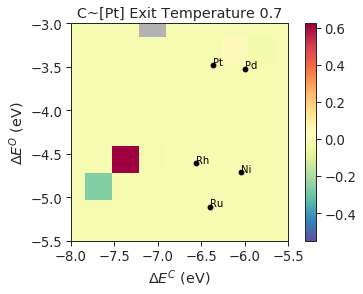 C~[Pt] Exit Temperature 0.7
−3.0
−3.5
−4.0
−4.5
−5.0
−5.5
ΔE^O (eV)
Pt
Pd
Rh
Ni
Ru
−8.0 −7.5 −7.0 −6.5 −6.0 −5.5
ΔE^C (eV)
0.6
0.4
0.2
0.0
−0.2
−0.4